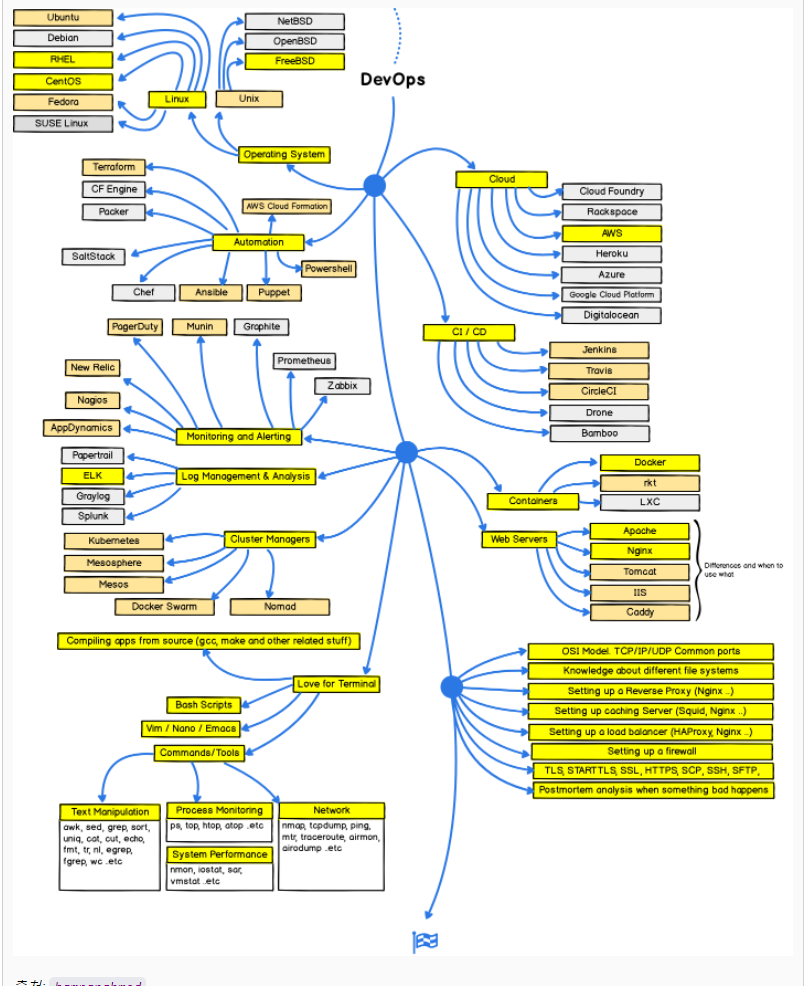 DevOps
Ubuntu
Debian
RHEL
CentOS
Fedora
SUSE Linux
Linux
NetBSD
OpenBSD
FreeBSD
Unix
Operating System
Cloud
Cloud Foundry
Rackspace
AWS
Heroku
Azure
Google Cloud Platform
Digitalocean
Terraform
CF Engine
Packer
SaltStack
Chef
Ansible
Puppet
Powershell
AWS Cloud Formation
Automation
CI / CD
Jenkins
Travis
CircleCI
Drone
Bamboo
PagerDuty
Munin
Graphite
Prometheus
Zabbix
New Relic
Nagios
AppDynamics
Monitoring and Alerting
Papertrail
ELK
Graylog
Splunk
Log Management & Analysis
Containers
Docker
rkt
LXC
Web Servers
Apache
Nginx
Tomcat
IIS
Caddy
Differences and when to
use what
Cluster Managers
Kubernetes
Mesosphere
Mesos
Docker Swarm
Nomad
Compiling apps from source (gcc, make and other related stuff)
Love for Terminal
Bash Scripts
Vim / Nano / Emacs
Commands/Tools
Text Manipulation
awk, sed, grep, sort,
uniq, cat, cut, echo,
fmt, tr, nl, egrep,
fgrep, wc ..etc
Process Monitoring
ps, top, htop, atop ..etc
System Performance
nmon, iostat, sar,
vmstat ..etc
Network
nmap, tcpdump, ping,
mtr, traceroute, airmon,
airodump ..etc
OSI Model. TCP/IP/UDP Common ports
Knowledge about different file systems
Setting up a Reverse Proxy (Nginx ..)
Setting up caching Server (Squid, Nginx ..)
Setting up a load balancer (HAProxy, Nginx ..)
Setting up a firewall
TLS, STARTTLS, SSL, HTTPS, SCP, SSH, SFTP,
Postmortem analysis when something bad happens